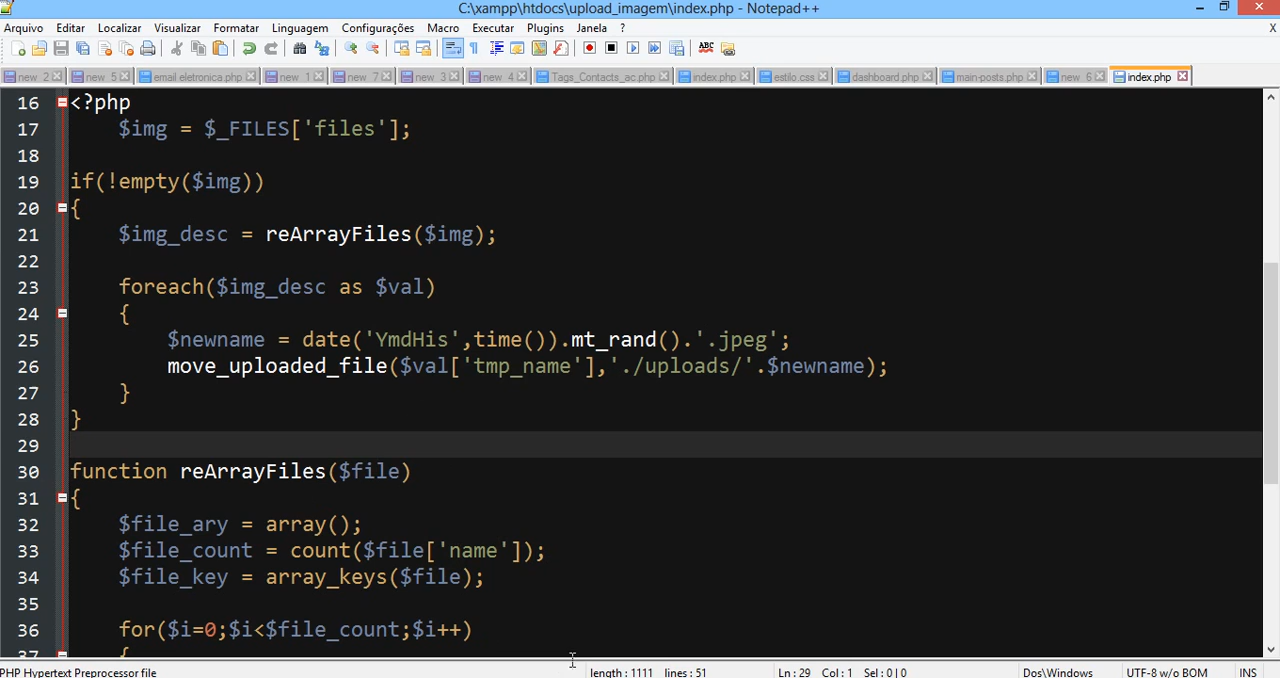 C:\xampp\htdocs\upload_imagem\index.php - Notepad++
Arquivo Editar Localizar Visualizar Formatar Linguagem Configurações Macro Executar Plugins Janela ? X
new 2 new 5 email eletronica.php new 1 new 7 new 3 new 4 Tags_Contacts_ac.php index.php estilo.css dashboard.php main-posts.php new 6 index.php
16 <?php
17 $img = $_FILES['files'];
18
19 if(!empty($img))
20 {
21 $img_desc = reArrayFiles($img);
22
23 foreach($img_desc as $val)
24 {
25 $newname = date('YmdHis',time()).mt_rand().'.jpeg';
26 move_uploaded_file($val['tmp_name'],'./uploads/'.$newname);
27 }
28 }
29
30 function reArrayFiles($file)
31 {
32 $file_ary = array();
33 $file_count = count($file['name']);
34 $file_key = array_keys($file);
35
36 for($i=0;$i<$file_count;$i++)
37 {
PHP Hypertext Preprocessor file length : 1111 lines : 51 Ln : 29 Col : 1 Sel : 0 | 0 Dos\Windows UTF-8 w/o BOM INS